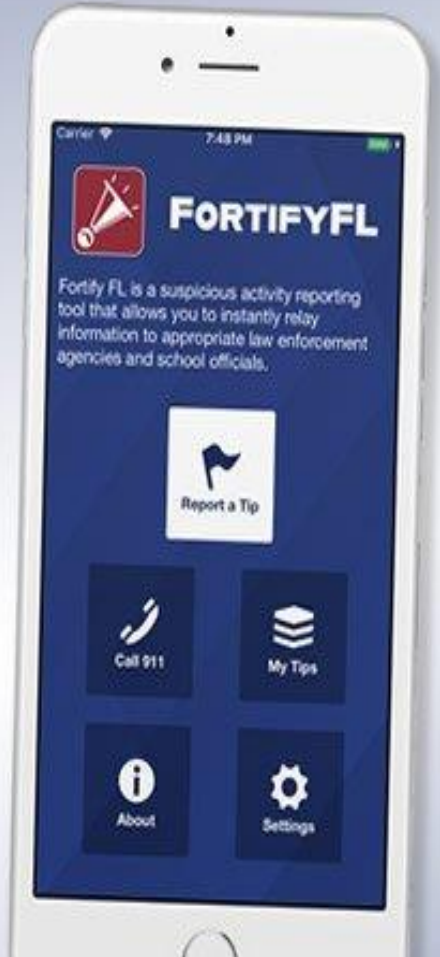 Carrier 7:48 PM
FORTIFYFL
Fortify FL is a suspicious activity reporting
tool that allows you to instantly relay
information to appropriate law enforcement
agencies and school officials.
Report a Tip
Call 911
My Tips
About
Settings